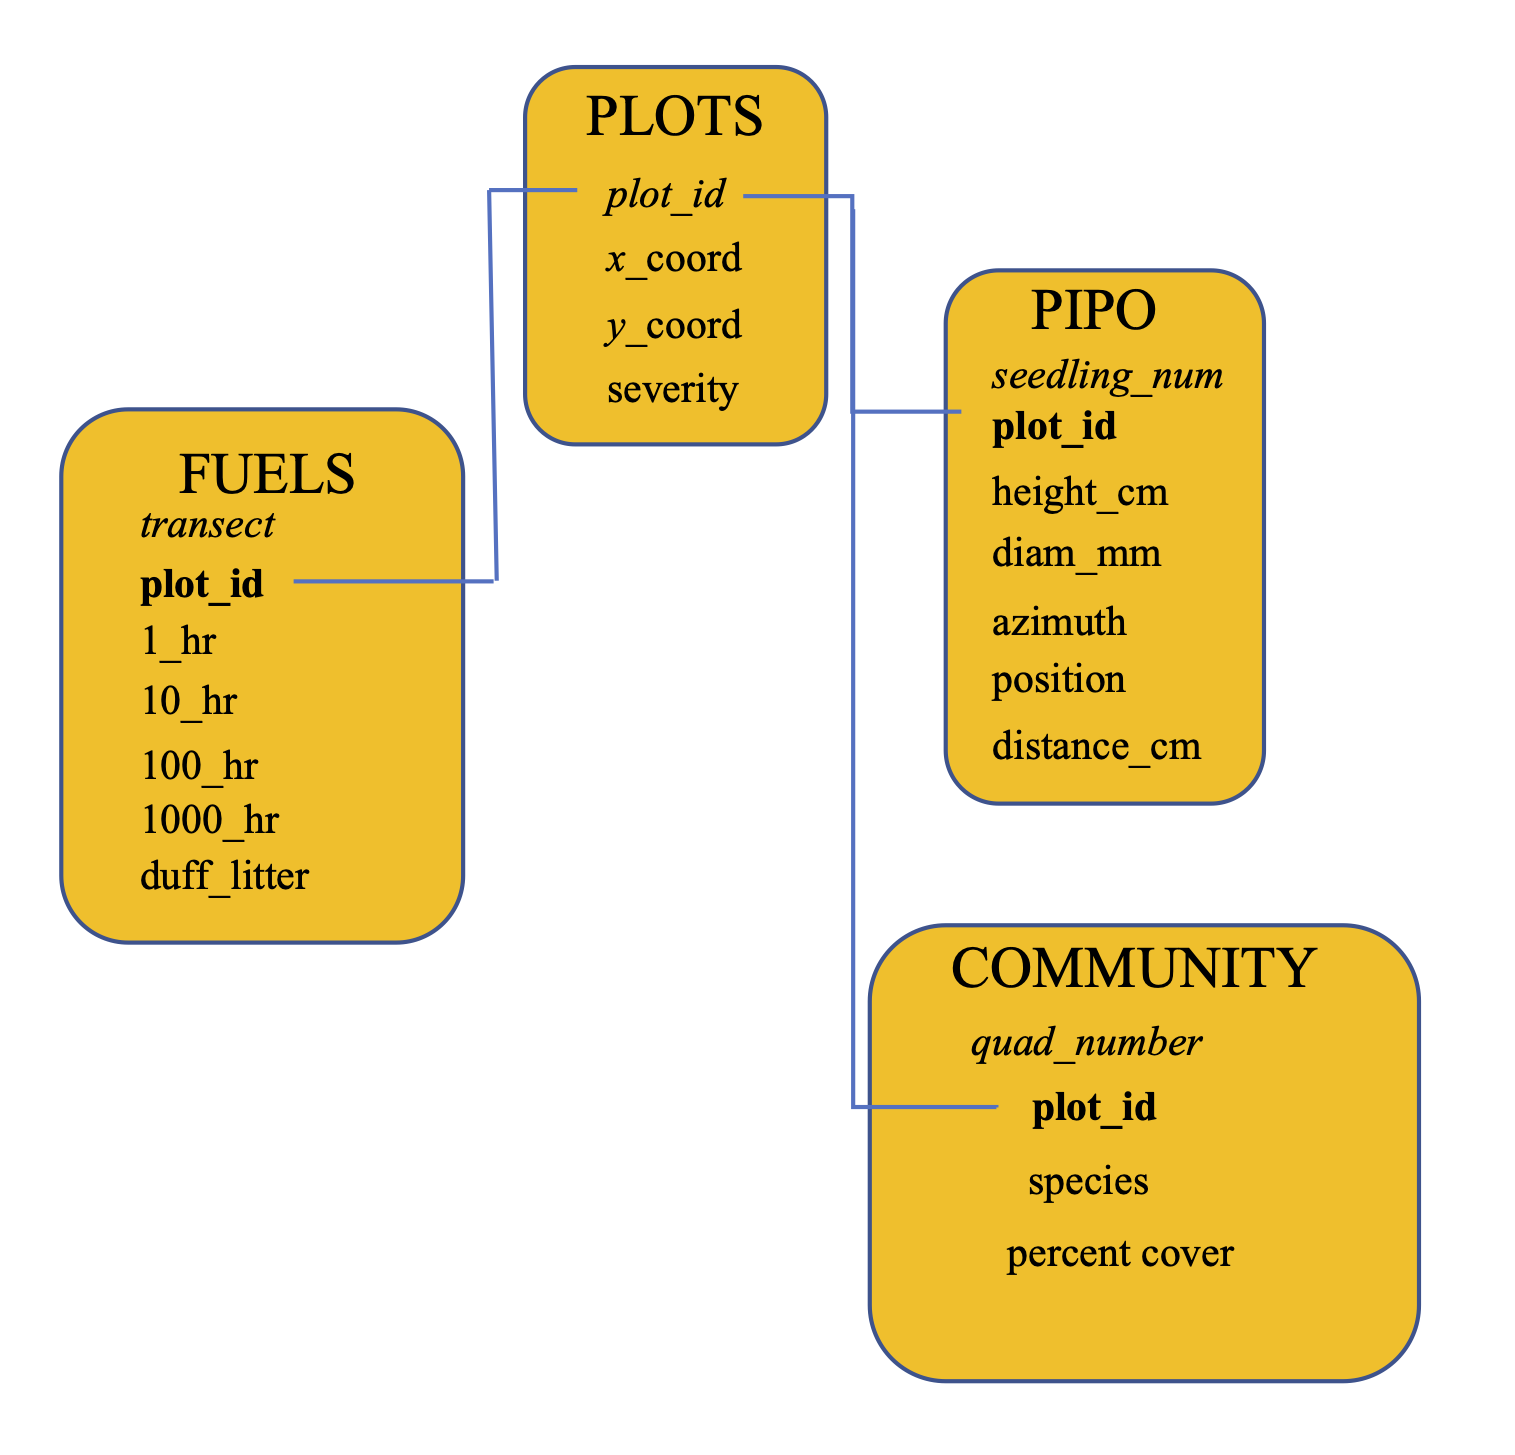 PLOTS
plot_id
x_coord
y_coord
severity
PIPO
seedling_num
plot_id
height_cm
diam_mm
azimuth
position
distance_cm
FUELS
transect
plot_id
1_hr
10_hr
100_hr
1000_hr
duff_litter
COMMUNITY
quad_number
plot_id
species
percent cover